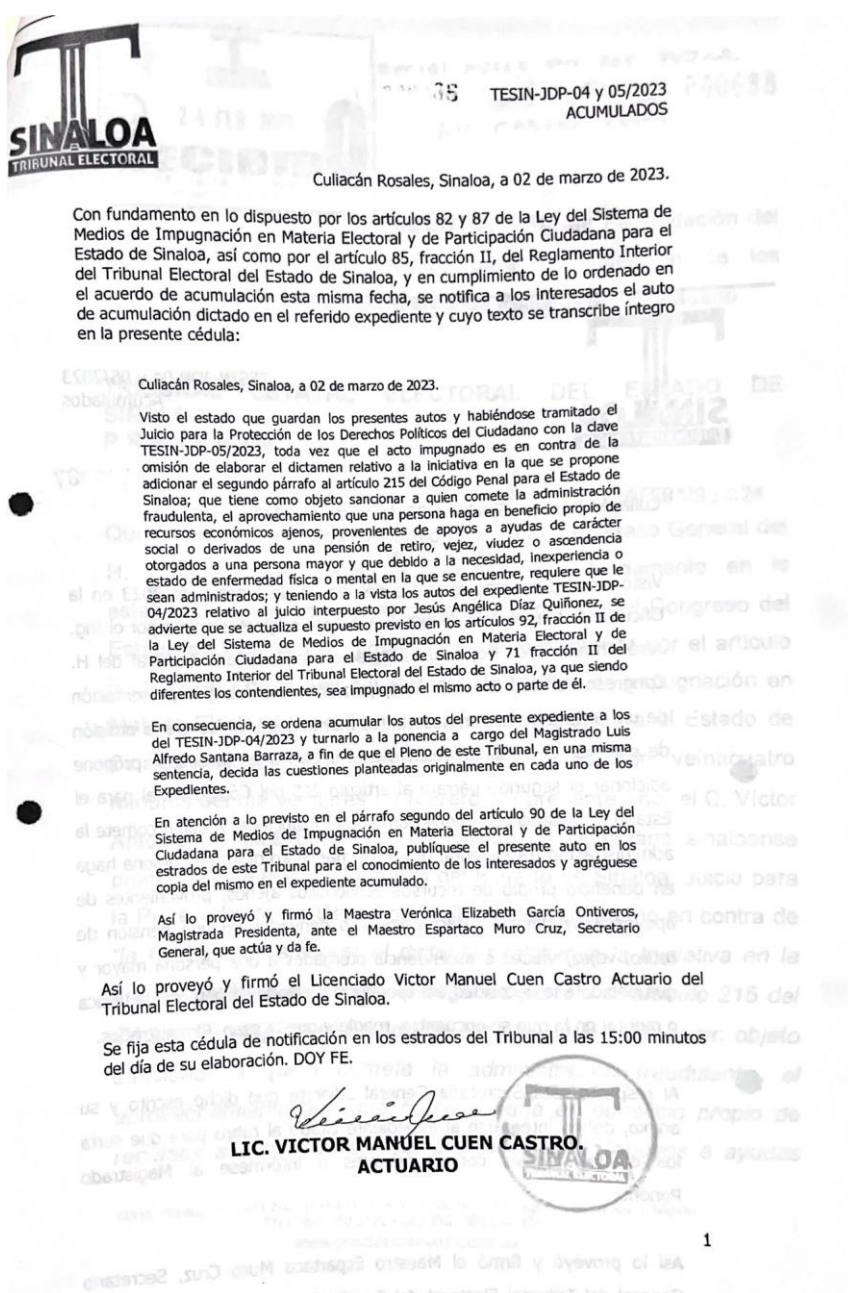 SINALOA
TRIBUNAL ELECTORAL
TESIN-JDP-04 y 05/2023
ACUMULADOS
Culiacán Rosales, Sinaloa, a 02 de marzo de 2023.
Con fundamento en lo dispuesto por los artículos 82 y 87 de la Ley del Sistema de
Medios de Impugnación en Materia Electoral y de Participación Ciudadana para el
Estado de Sinaloa, así como por el artículo 85, fracción II, del Reglamento Interior
del Tribunal Electoral del Estado de Sinaloa, y en cumplimiento de lo ordenado en
el acuerdo de acumulación esta misma fecha, se notifica a los interesados el auto
de acumulación dictado en el referido expediente y cuyo texto se transcribe íntegro
en la presente cédula:
Culiacán Rosales, Sinaloa, a 02 de marzo de 2023.
Visto el estado que guardan los presentes autos y habiéndose tramitado el
Juicio para la Protección de los Derechos Políticos del Ciudadano con la clave
TESIN-JDP-05/2023, toda vez que el acto impugnado es en contra de la
omisión de elaborar el dictamen relativo a la iniciativa en la que se propone
adicionar el segundo párrafo al artículo 215 del Código Penal para el Estado de
Sinaloa; que tiene como objeto sancionar a quien comete la administración
fraudulenta, el aprovechamiento que una persona haga en beneficio propio de
recursos económicos ajenos, provenientes de apoyos a ayudas de carácter
social o derivados de una pensión de retiro, vejez, viudez o ascendencia
otorgados a una persona mayor y que debido a la necesidad, inexperiencia o
estado de enfermedad física o mental en la que se encuentre, requiere que le
sean administrados; y teniendo a la vista los autos del expediente TESIN-JDP-
04/2023 relativo al juicio interpuesto por Jesús Angélica Díaz Quiñonez, se
advierte que se actualiza el supuesto previsto en los artículos 92, fracción II de
la Ley del Sistema de Medios de Impugnación en Materia Electoral y de
Participación Ciudadana para el Estado de Sinaloa y 71 fracción II del
Reglamento Interior del Tribunal Electoral del Estado de Sinaloa, ya que siendo
diferentes los contendientes, sea impugnado el mismo acto o parte de él.
En consecuencia, se ordena acumular los autos del presente expediente a los
del TESIN-JDP-04/2023 y turnarlo a la ponencia a cargo del Magistrado Luis
Alfredo Santana Barraza, a fin de que el Pleno de este Tribunal, en una misma
sentencia, decida las cuestiones planteadas originalmente en cada uno de los
Expedientes.
En atención a lo previsto en el párrafo segundo del artículo 90 de la Ley del
Sistema de Medios de Impugnación en Materia Electoral y de Participación
Ciudadana para el Estado de Sinaloa, publíquese el presente auto en los
estrados de este Tribunal para el conocimiento de los interesados y agréguese
copia del mismo en el expediente acumulado.
Así lo proveyó y firmó la Maestra Verónica Elizabeth García Ontiveros,
Magistrada Presidenta, ante el Maestro Espartaco Muro Cruz, Secretario
General, que actúa y da fe.
Así lo proveyó y firmó el Licenciado Victor Manuel Cuen Castro Actuario del
Tribunal Electoral del Estado de Sinaloa.
Se fija esta cédula de notificación en los estrados del Tribunal a las 15:00 minutos
del día de su elaboración. DOY FE.
LIC. VICTOR MANUEL CUEN CASTRO.
ACTUARIO
SINALOA
TRIBUNAL ELECTORAL
1